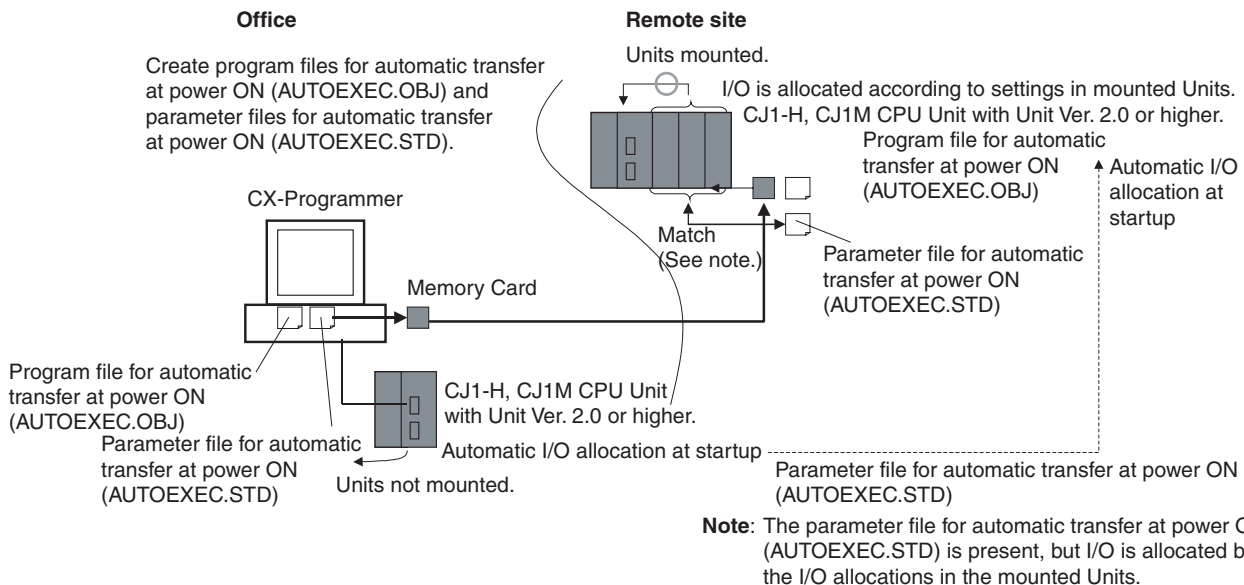 Office
Create program files for automatic transfer
at power ON (AUTOEXEC.OBJ) and
parameter files for automatic transfer
at power ON (AUTOEXEC.STD).
CX-Programmer
Memory Card
Program file for automatic
transfer at power ON
(AUTOEXEC.OBJ)
Parameter file for automatic
transfer at power ON
(AUTOEXEC.STD)
CJ1-H, CJ1M CPU Unit
with Unit Ver. 2.0 or higher.
Automatic I/O allocation at startup
Units not mounted.
Remote site
Units mounted.
I/O is allocated according to settings in mounted Units.
CJ1-H, CJ1M CPU Unit with Unit Ver. 2.0 or higher.
Program file for automatic
transfer at power ON
(AUTOEXEC.OBJ)
Automatic I/O
allocation at
startup
Match
(See note.)
Parameter file for automatic
transfer at power ON
(AUTOEXEC.STD)
Parameter file for automatic transfer at power ON
(AUTOEXEC.STD)
Note: The parameter file for automatic transfer at power
(AUTOEXEC.STD) is present, but I/O is allocated
the I/O allocations in the mounted Units.